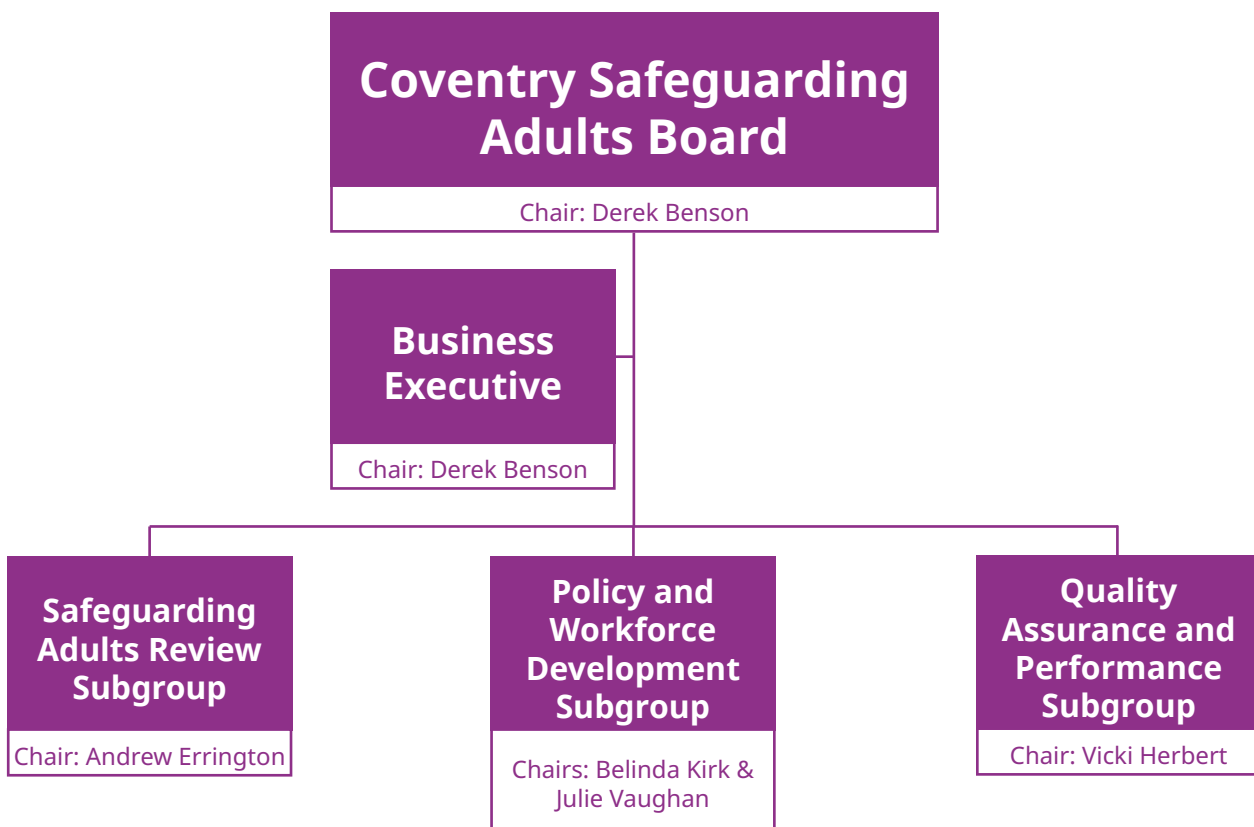 Coventry Safeguarding
Adults Board
Chair: Derek Benson
Business
Executive
Chair: Derek Benson
Safeguarding
Adults Review
Subgroup
Chair: Andrew Errington
Policy and
Workforce
Development
Subgroup
Chairs: Belinda Kirk &
Julie Vaughan
Quality
Assurance and
Performance
Subgroup
Chair: Vicki Herbert